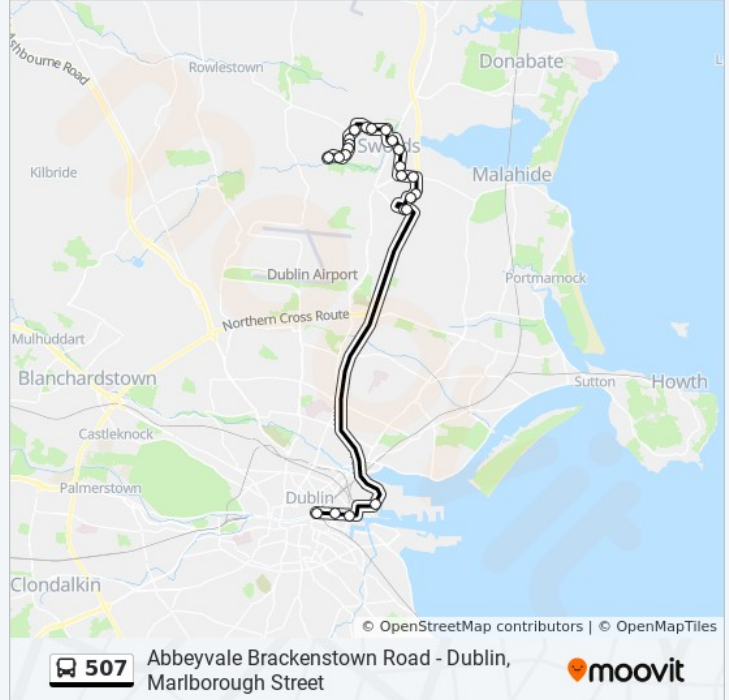 Donabate
L
Ashbourne Road
Rowlestown
Swords
Kilbride
Malahide
Dublin Airport
Portmarnock
Northern Cross Route
Mulhuddart
Blanchardstown
Sutton
Howth
Castleknock
Palmerstown
Dublin
Clondalkin
© OpenStreetMap contributors | © OpenMapTiles
507
Abbeyvale Brackenstown Road - Dublin,
Marlborough Street
moovit